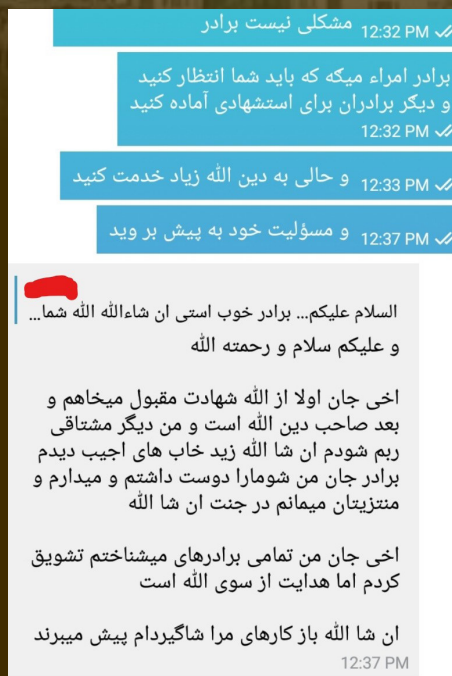 مشکلی نیست برادر
12:32 PM
برادر امراء میگه که باید شما انتظار کنید
و دیگر برادران برای استشهادی آماده کنید
12:32 PM
و حالی به دین الله زیاد خدمت کنید 12:33 PM
و مسؤلیت خود به پیش بر وید 12:37 PM
السلام علیکم... برادر خوب استی ان شاءالله الله شما...
و علیکم سلام و رحمته الله
اخی جان اولا از الله شهادت مقبول میخاهم و
بعد صاحب دین الله است و من دیگر مشتاقی
ربم شودم ان شا الله زید خاب های اجیب دیدم
برادر جان من شومارا دوست داشتم و میدارم و
منتزیتان میمانم در جنت ان شا الله
اخی جان من تمامی برادرهای میشناختم تشویق
کردم اما هدایت از سوی الله است
ان شا الله باز کارهای مرا شاگیردام پیش میبرند
12:37 PM